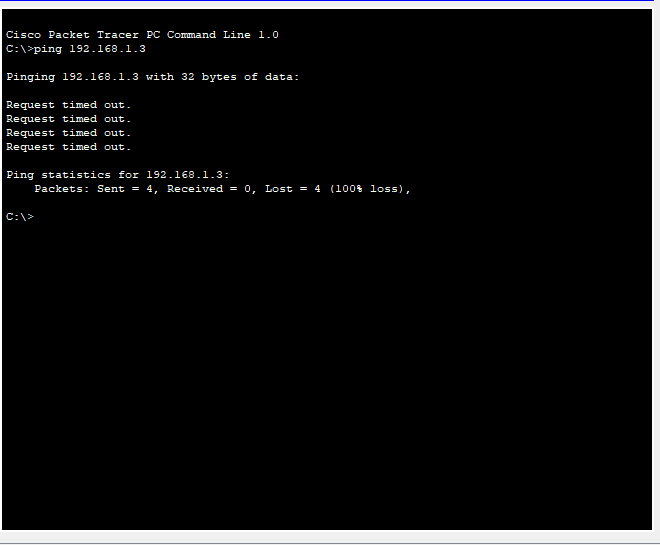 Cisco Packet Tracer PC Command Line 1.0
C:\>ping 192.168.1.3
Pinging 192.168.1.3 with 32 bytes of data:
Request timed out.
Request timed out.
Request timed out.
Request timed out.
Ping statistics for 192.168.1.3:
Packets: Sent = 4, Received = 0, Lost = 4 (100% loss),
C:\>